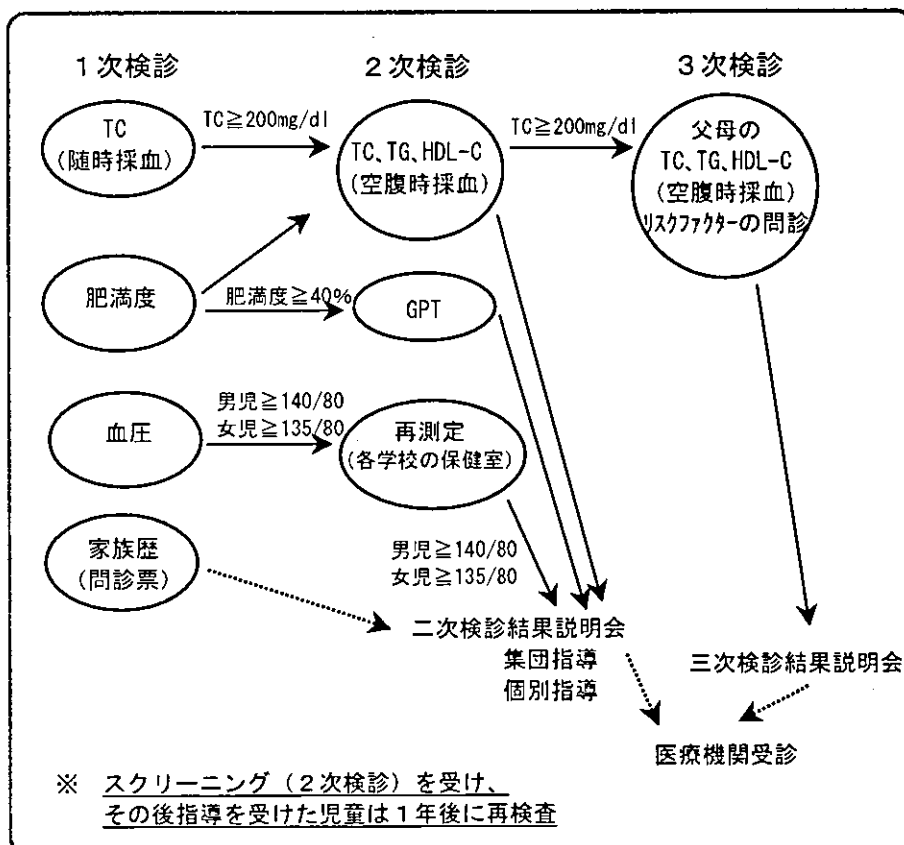 1次検診
2次検診
3次検診
TC
(随時採血)
TC≧200mg/dl
TC、TG、HDL-C
(空腹時採血)
TC≧200mg/dl
父母の
TC、TG、HDL-C
(空腹時採血)
リスクファクターの問診
肥満度
肥満度≧40%
GPT
血圧
男児≧140/80
女児≧135/80
再測定
(各学校の保健室)
男児≧140/80
女児≧135/80
家族歴
(問診票)
二次検診結果説明会
集団指導
個別指導
三次検診結果説明会
医療機関受診
※ スクリーニング（2次検診）を受け、
その後指導を受けた児童は1年後に再検査